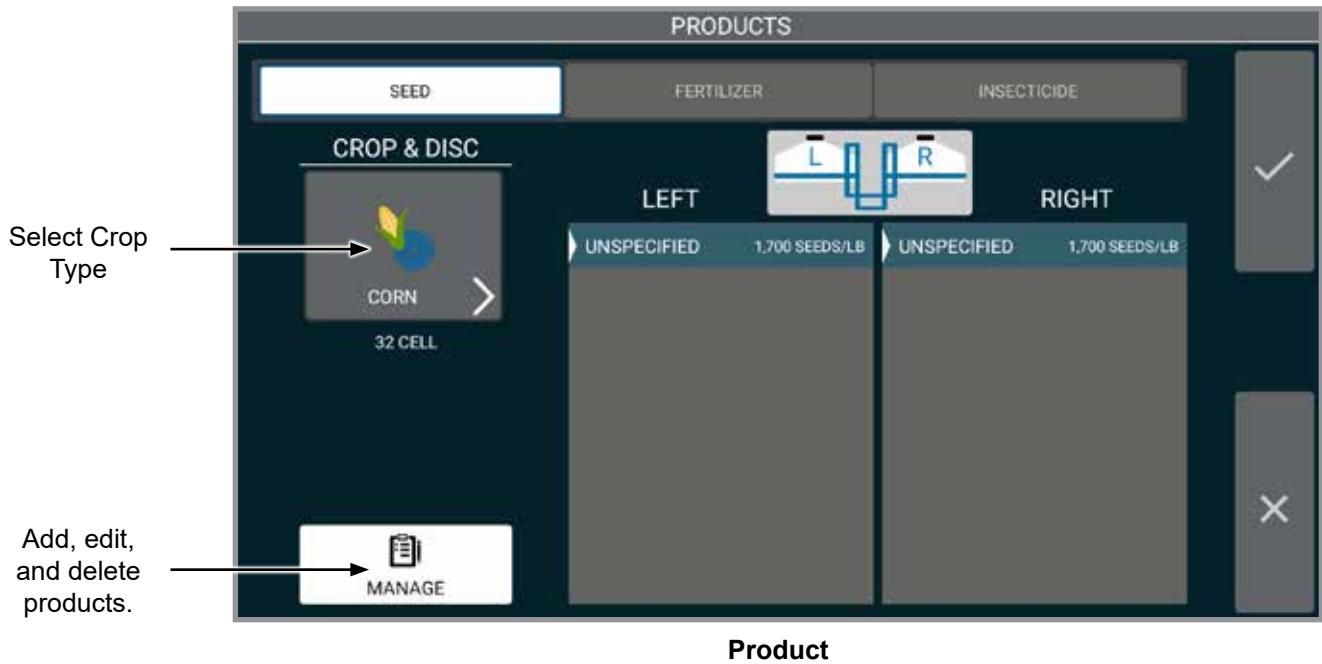 PRODUCTS
SEED
FERTILIZER
INSECTICIDE
CROP & DISC
L
R
LEFT
RIGHT
Select Crop
Type
UNSPECIFIED 1,700 SEEDS/LB
UNSPECIFIED 1,700 SEEDS/LB
CORN
32 CELL
Add, edit,
and delete
products.
MANAGE
Product